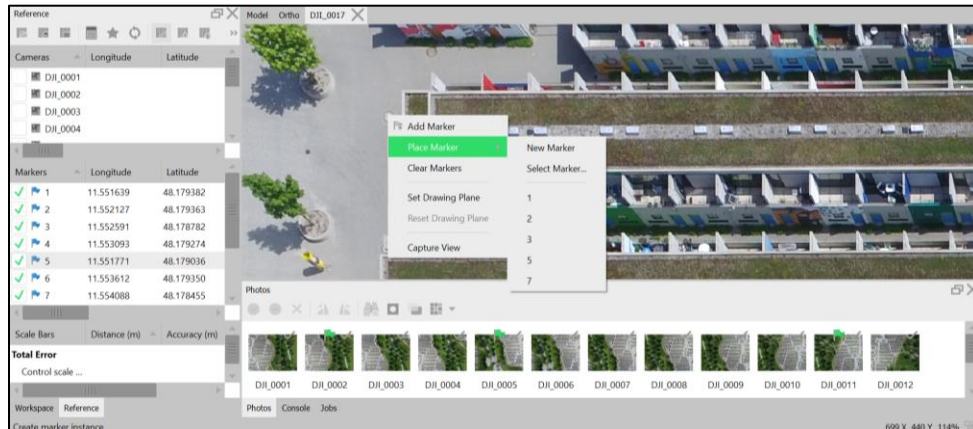 Reference
Cameras Longitude Latitude
DJI_0001
DJI_0002
DJI_0003
DJI_0004
Markers Longitude Latitude
1 11.551639 48.179382
2 11.552127 48.179363
3 11.552591 48.178782
4 11.553093 48.179274
5 11.551771 48.179036
6 11.553612 48.179350
7 11.554088 48.178455
Scale Bars Distance (m) Accuracy (m)
Total Error
Control scale ...
Workspace Reference
Create marker instance
Model Ortho DJI_0017
Add Marker
Place Marker
Clear Markers
Set Drawing Plane
Reset Drawing Plane
Capture View
New Marker
Select Marker...
1
2
3
5
7
Photos
DJI_0001 DJI_0002 DJI_0003 DJI_0004 DJI_0005 DJI_0006 DJI_0007 DJI_0008 DJI_0009 DJI_0010 DJI_0011 DJI_0012
Photos Console Jobs
699 X 440 Y 114%